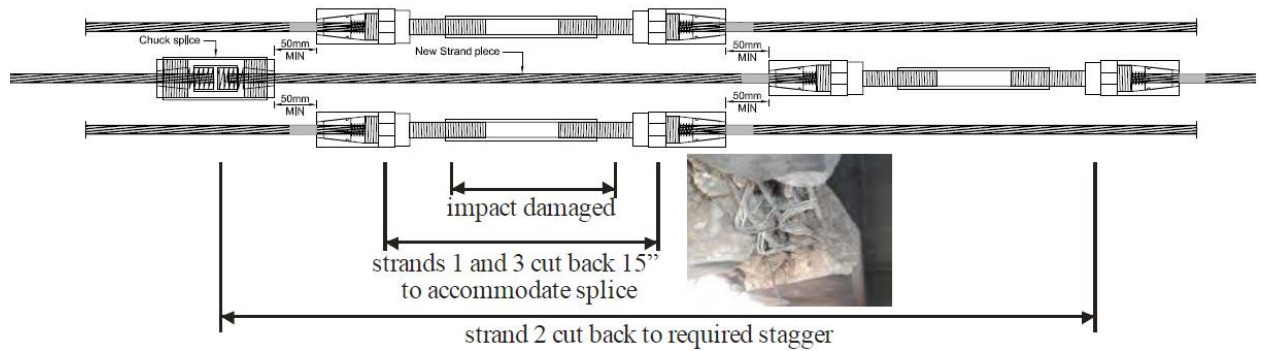 Chuck splice
50mm
MIN
New Strand piece
50mm
MIN
50mm
MIN
50mm
MIN
impact damaged
strands 1 and 3 cut back 15”
to accommodate splice
strand 2 cut back to required stagger